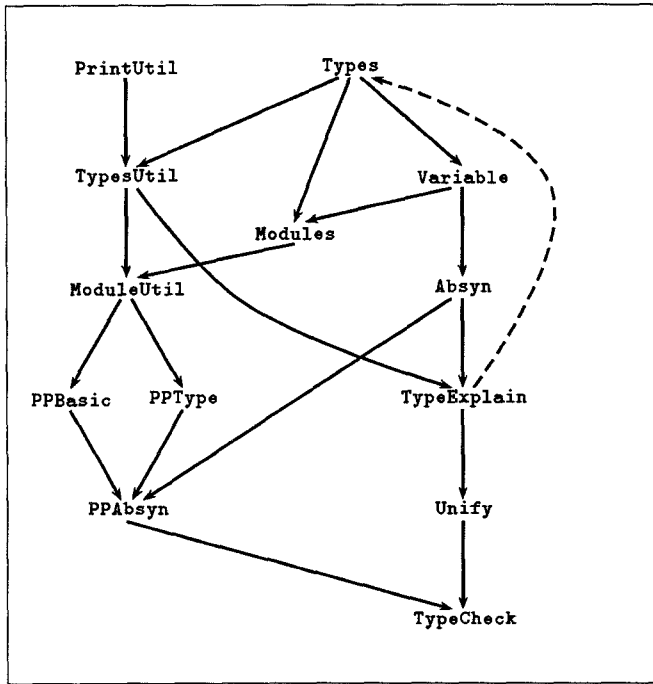 PrintUtil
Types
TypesUtil
Variable
Modules
ModuleUtil
Absyn
PPBasic
PPType
TypeExplain
PPAbsyn
Unify
TypeCheck